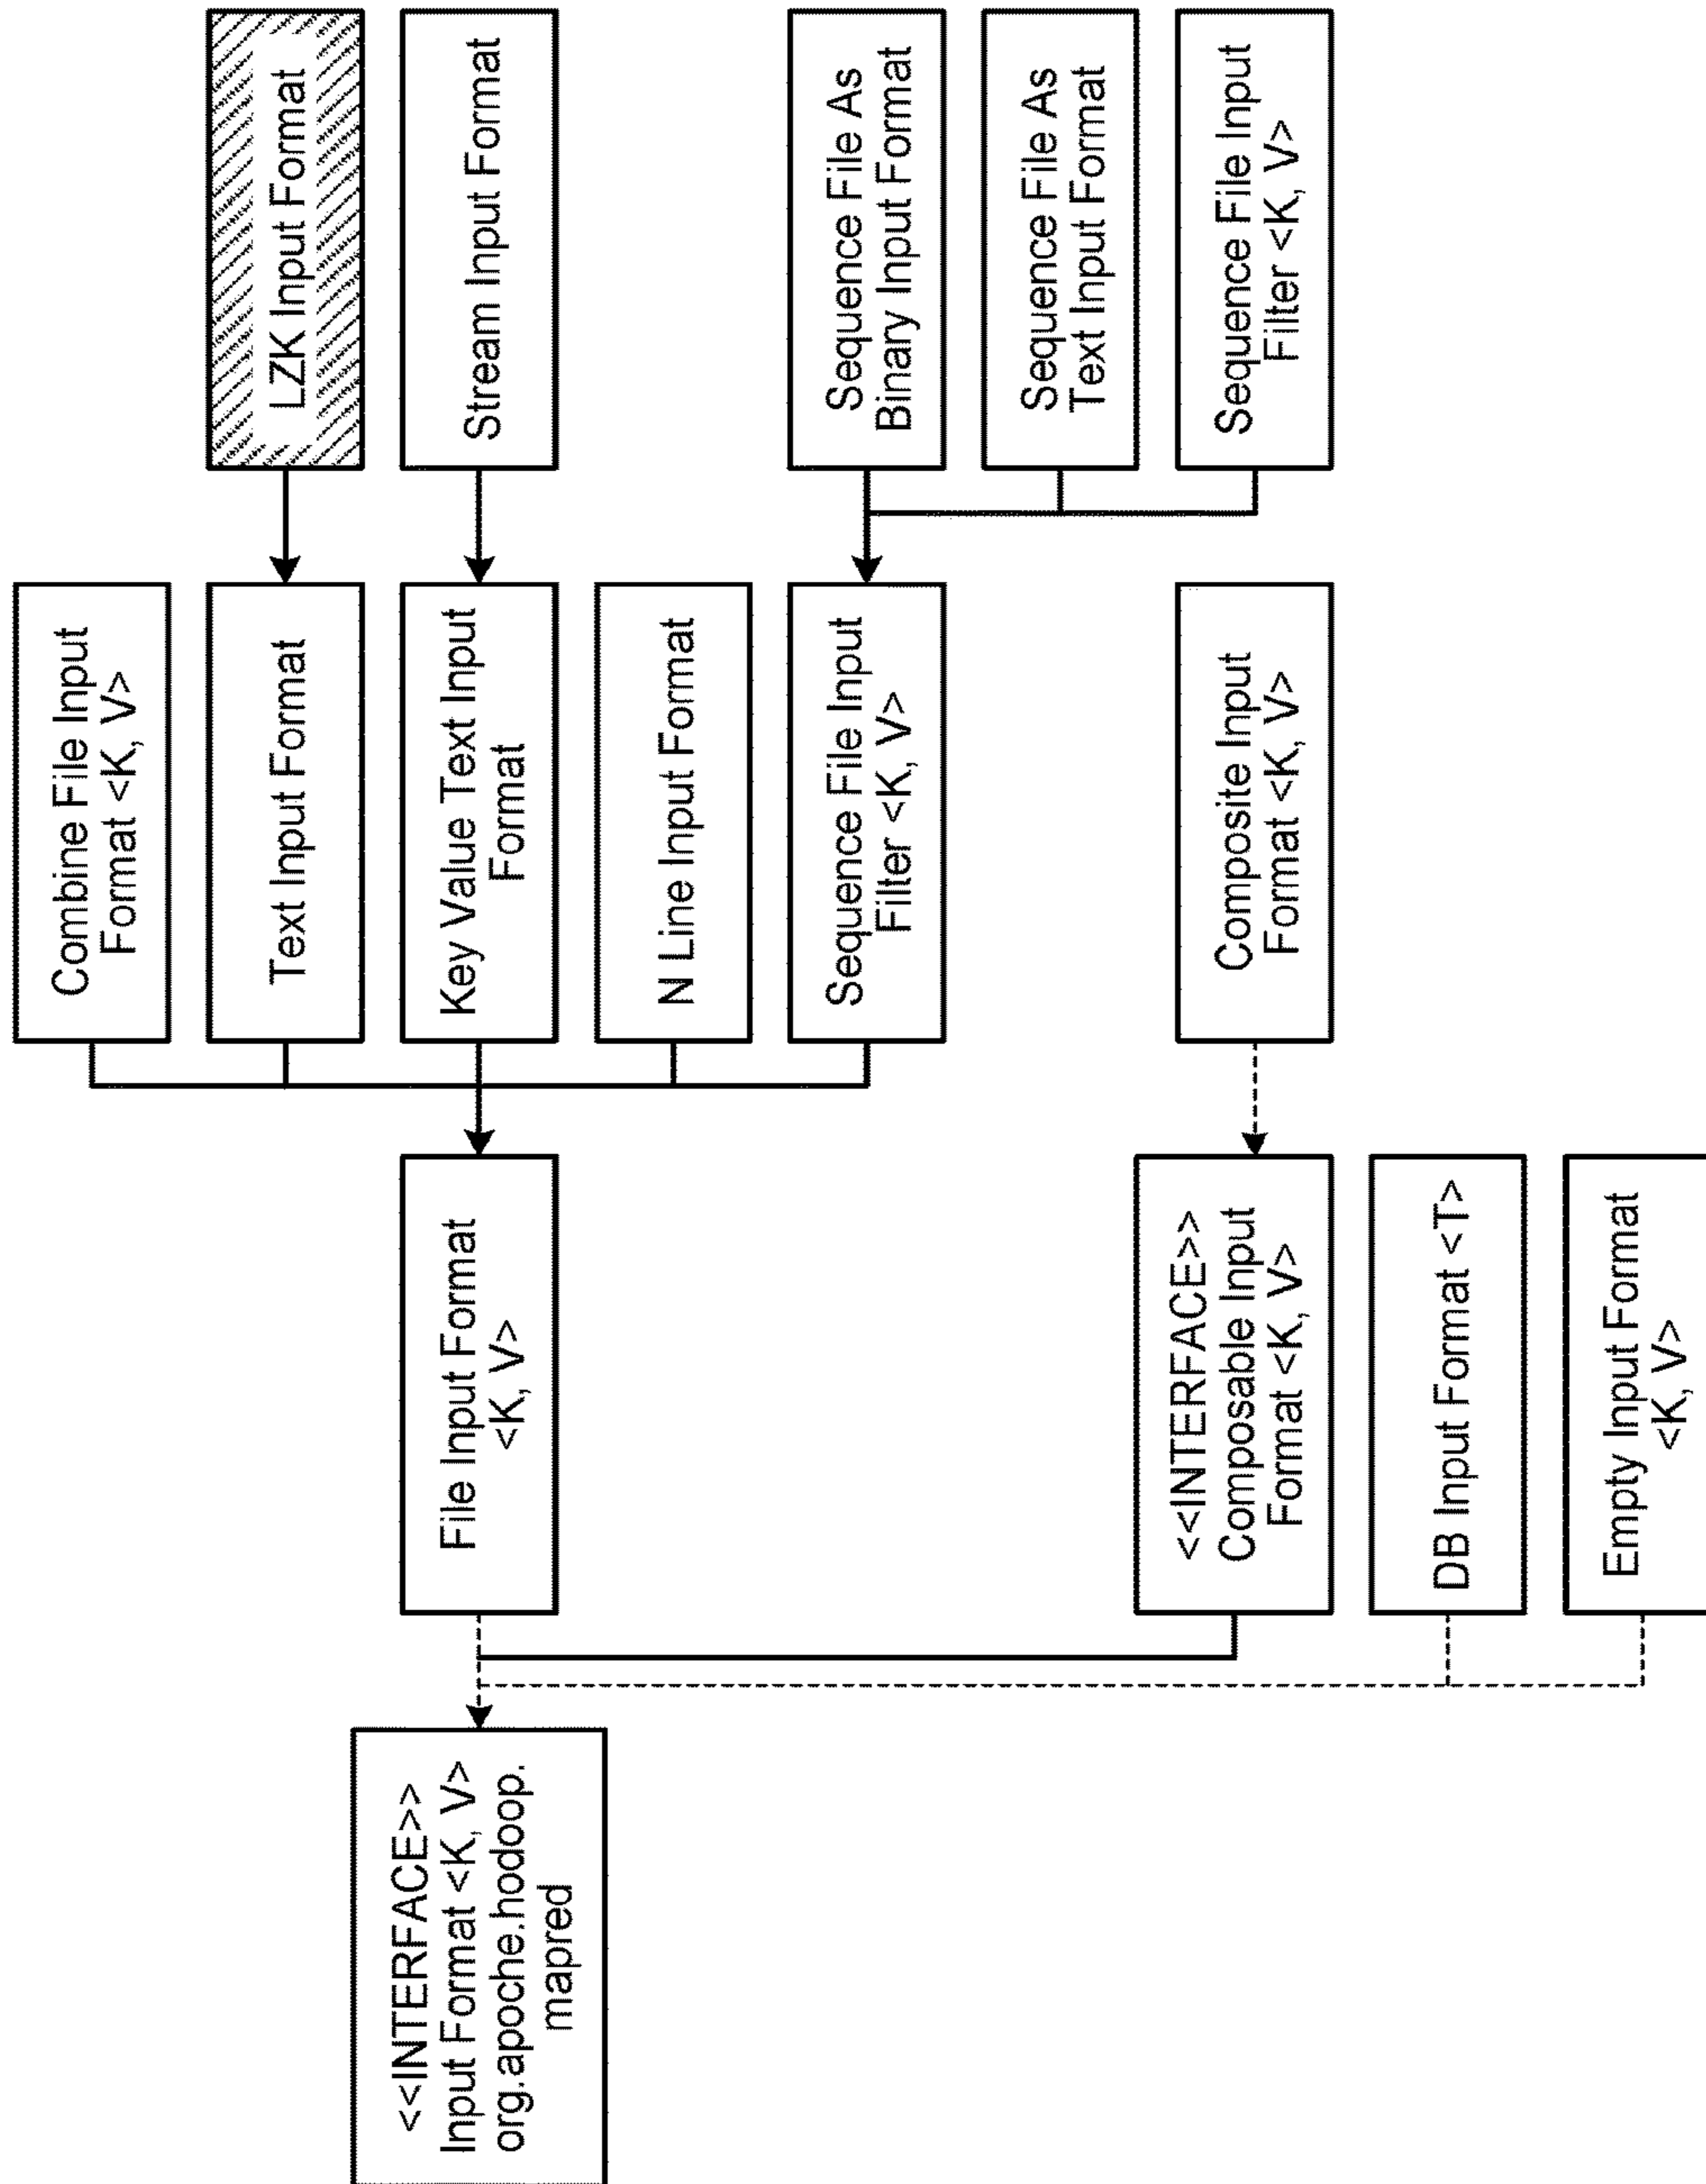 <<INTERFACE>>
Input Format <K, V>
org.apoche.hodoop.
mapred
File Input Format
<K, V>
<<INTERFACE>>
Composable Input
Format <K, V>
DB Input Format <T>
Empty Input Format
<K, V>
Combine File Input
Format <K, V>
Text Input Format
Key Value Text Input
Format
N Line Input Format
Sequence File Input
Filter <K, V>
Composite Input
Format <K, V>
LZK Input Format
Stream Input Format
Sequence File As
Binary Input Format
Sequence File As
Text Input Format
Sequence File Input
Filter <K, V>